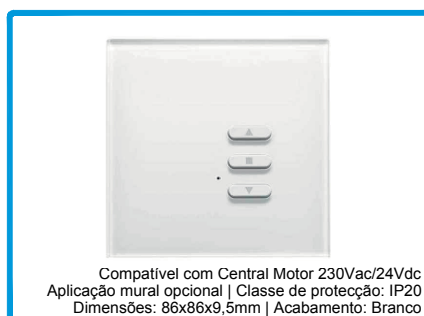 Compatível com Central Motor 230Vac/24Vdc
Aplicação mural opcional | Classe de protecção: IP20
Dimensões: 86x86x9,5mm | Acabamento: Branco